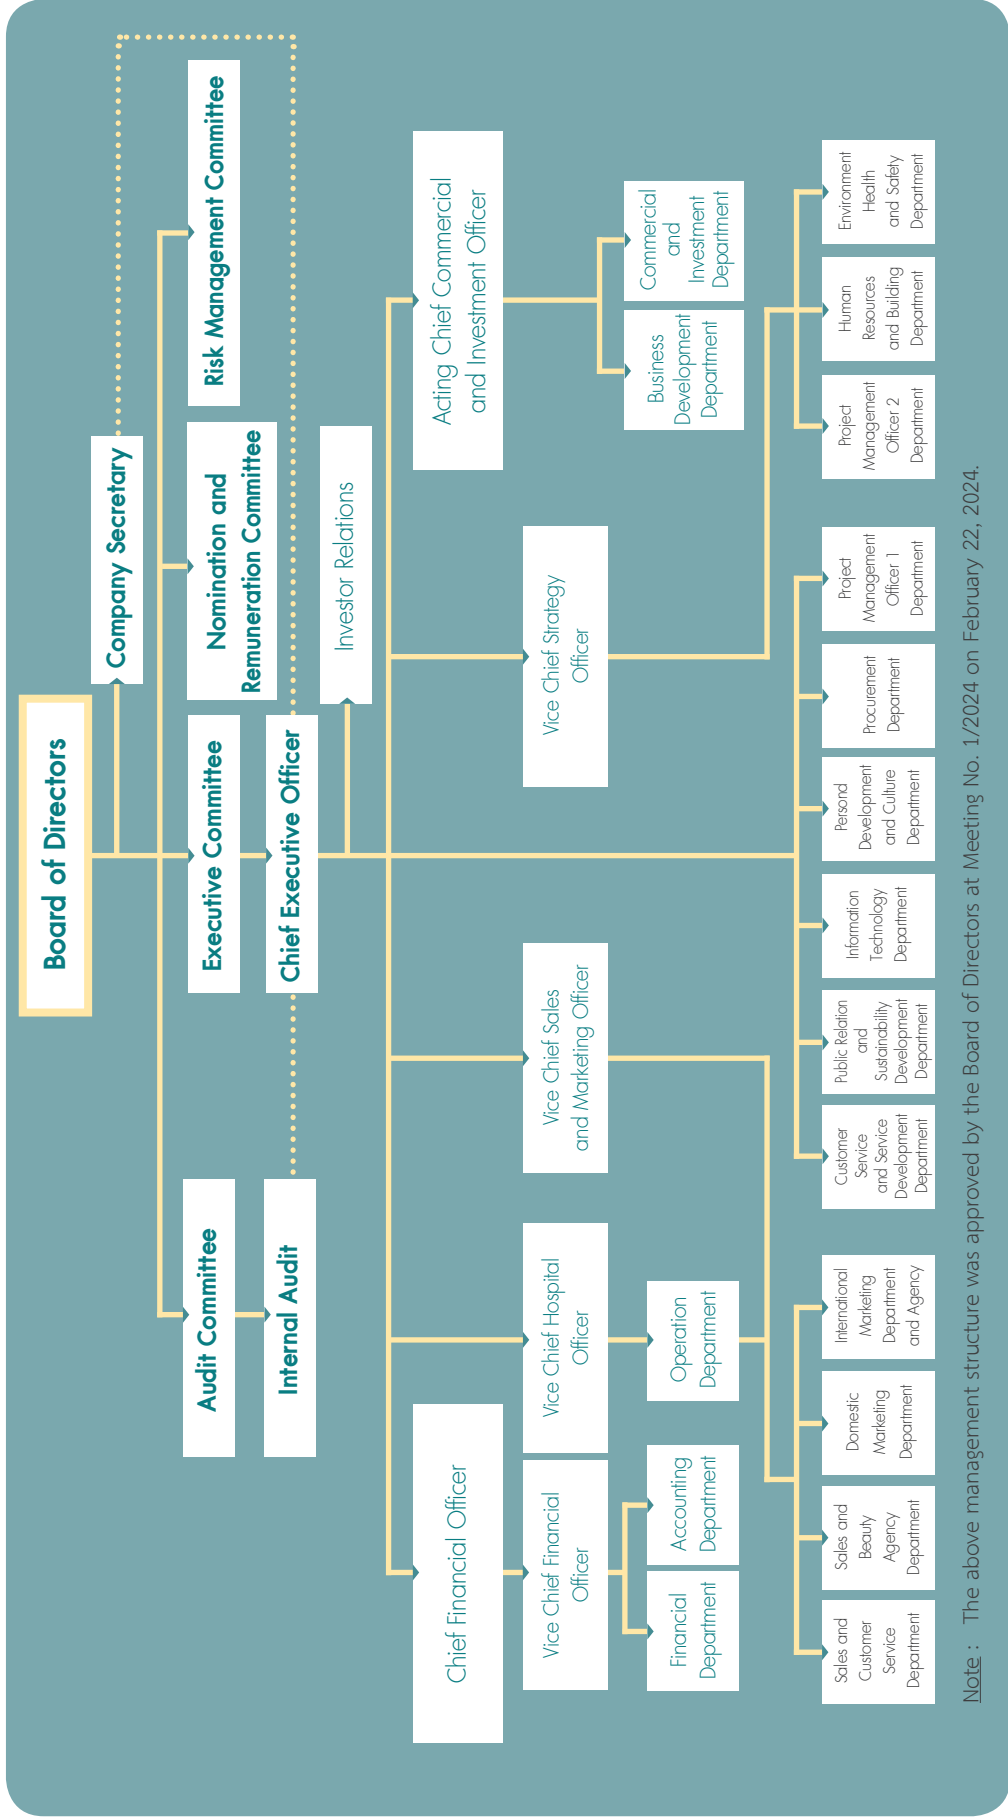 Board of Directors
Company Secretary
Audit Committee
Executive Committee
Nomination and
Remuneration Committee
Risk Management Committee
Internal Audit
Chief Executive Officer
Investor Relations
Chief Financial Officer
Acting Chief Commercial
and Investment Officer
Vice Chief Financial
Officer
Vice Chief Hospital
Officer
Vice Chief Sales
and Marketing Officer
Vice Chief Strategy
Officer
Financial
Department
Accounting
Department
Operation
Department
Business
Development
Department
Commercial
and
Investment
Department
Sales and
Customer
Service
Department
Sales and
Beauty
Agency
Department
Domestic
Marketing
Department
International
Marketing
Department
and Agency
Customer
Service
and Service
Development
Department
Public Relation
and
Sustainability
Development
Department
Information
Technology
Department
Persond
Development
and Culture
Department
Procurement
Department
Project
Management
Officer 1
Department
Project
Management
Officer 2
Department
Human
Resources
and Building
Department
Environment
Health
and Safety
Department
Note : The above management structure was approved by the Board of Directors at Meeting No. 1/2024 on February 22, 2024.